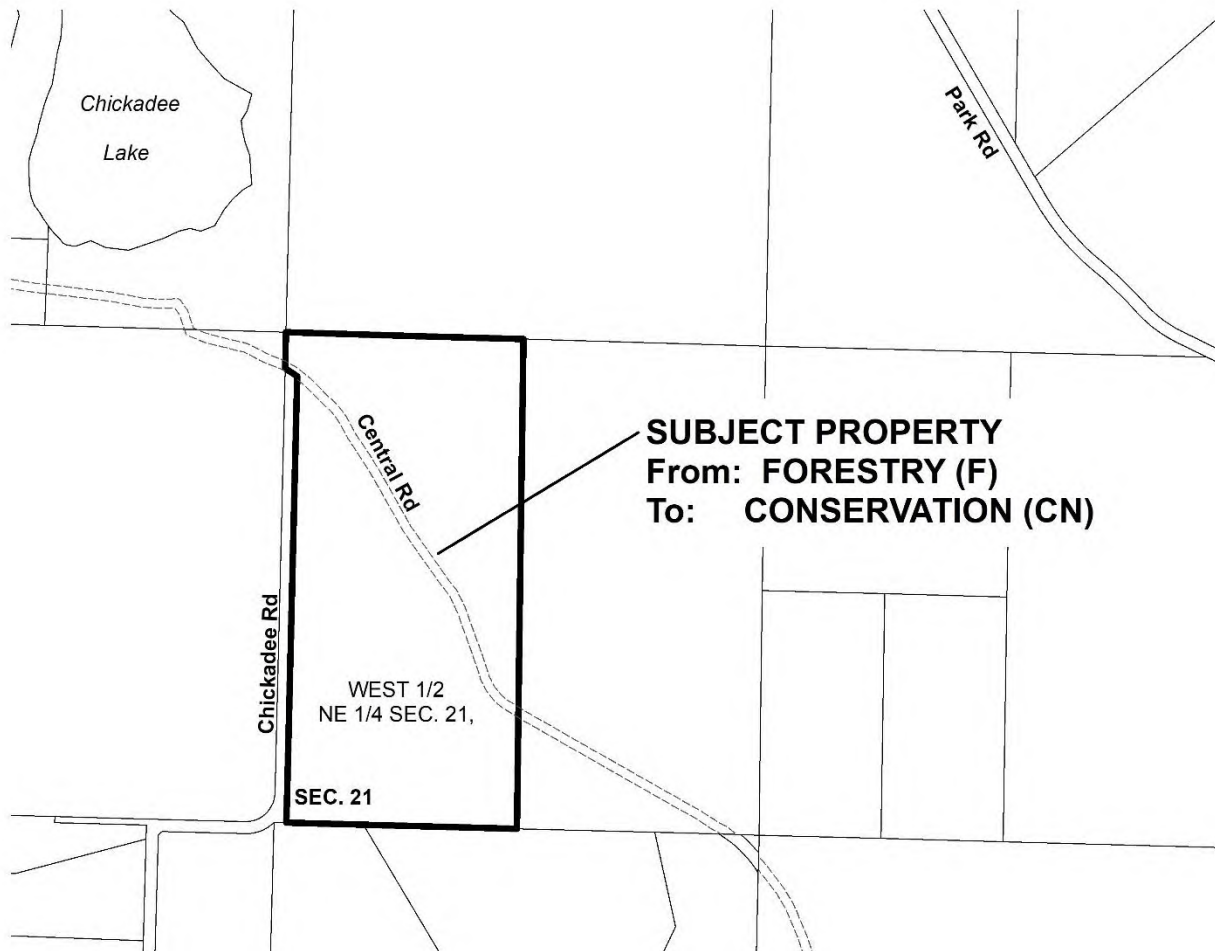 Chickadee
Lake
Park Rd
Central Rd
SUBJECT PROPERTY
From: FORESTRY (F)
To: CONSERVATION (CN)
Chickadee Rd
WEST 1/2
NE 1/4 SEC. 21,
SEC. 21